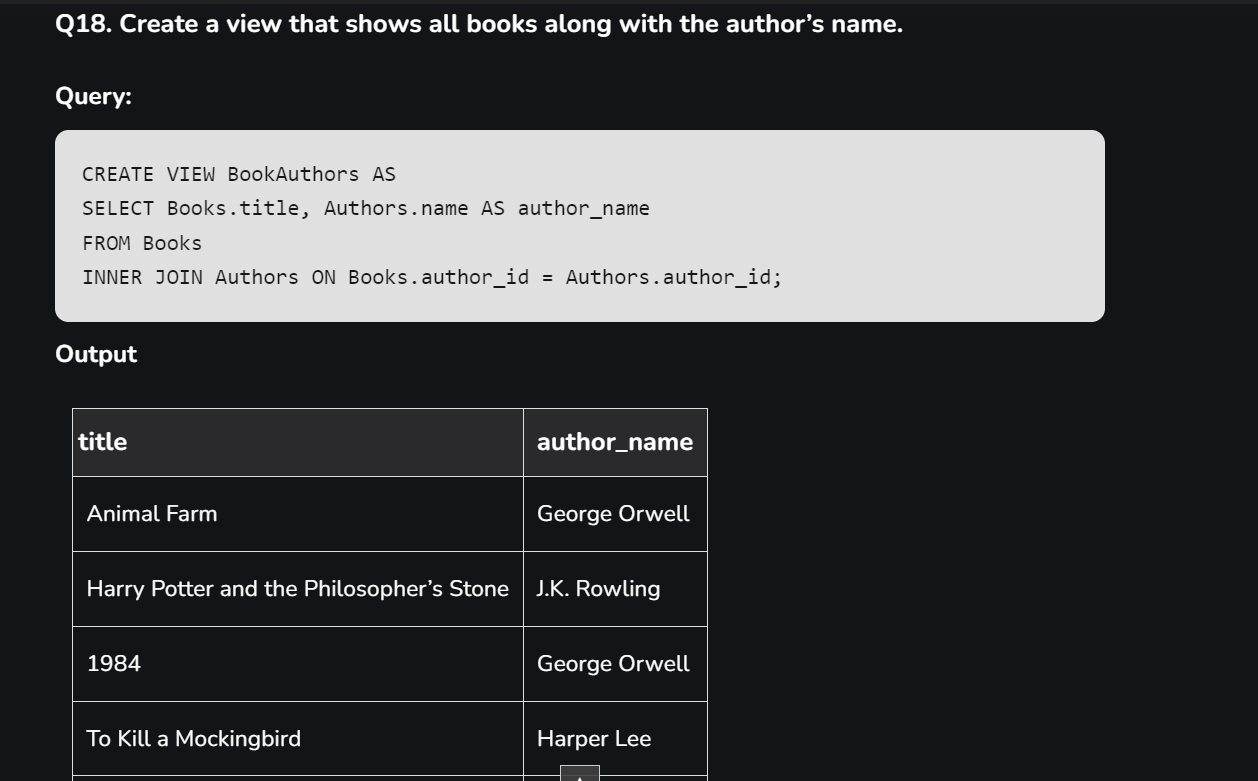 Q18. Create a view that shows all books along with the author’s name.
Query:
CREATE VIEW BookAuthors AS
SELECT Books.title, Authors.name AS author_name
FROM Books
INNER JOIN Authors ON Books.author_id = Authors.author_id;
Output
title author_name
Animal Farm George Orwell
Harry Potter and the Philosopher’s Stone J.K. Rowling
1984 George Orwell
To Kill a Mockingbird Harper Lee